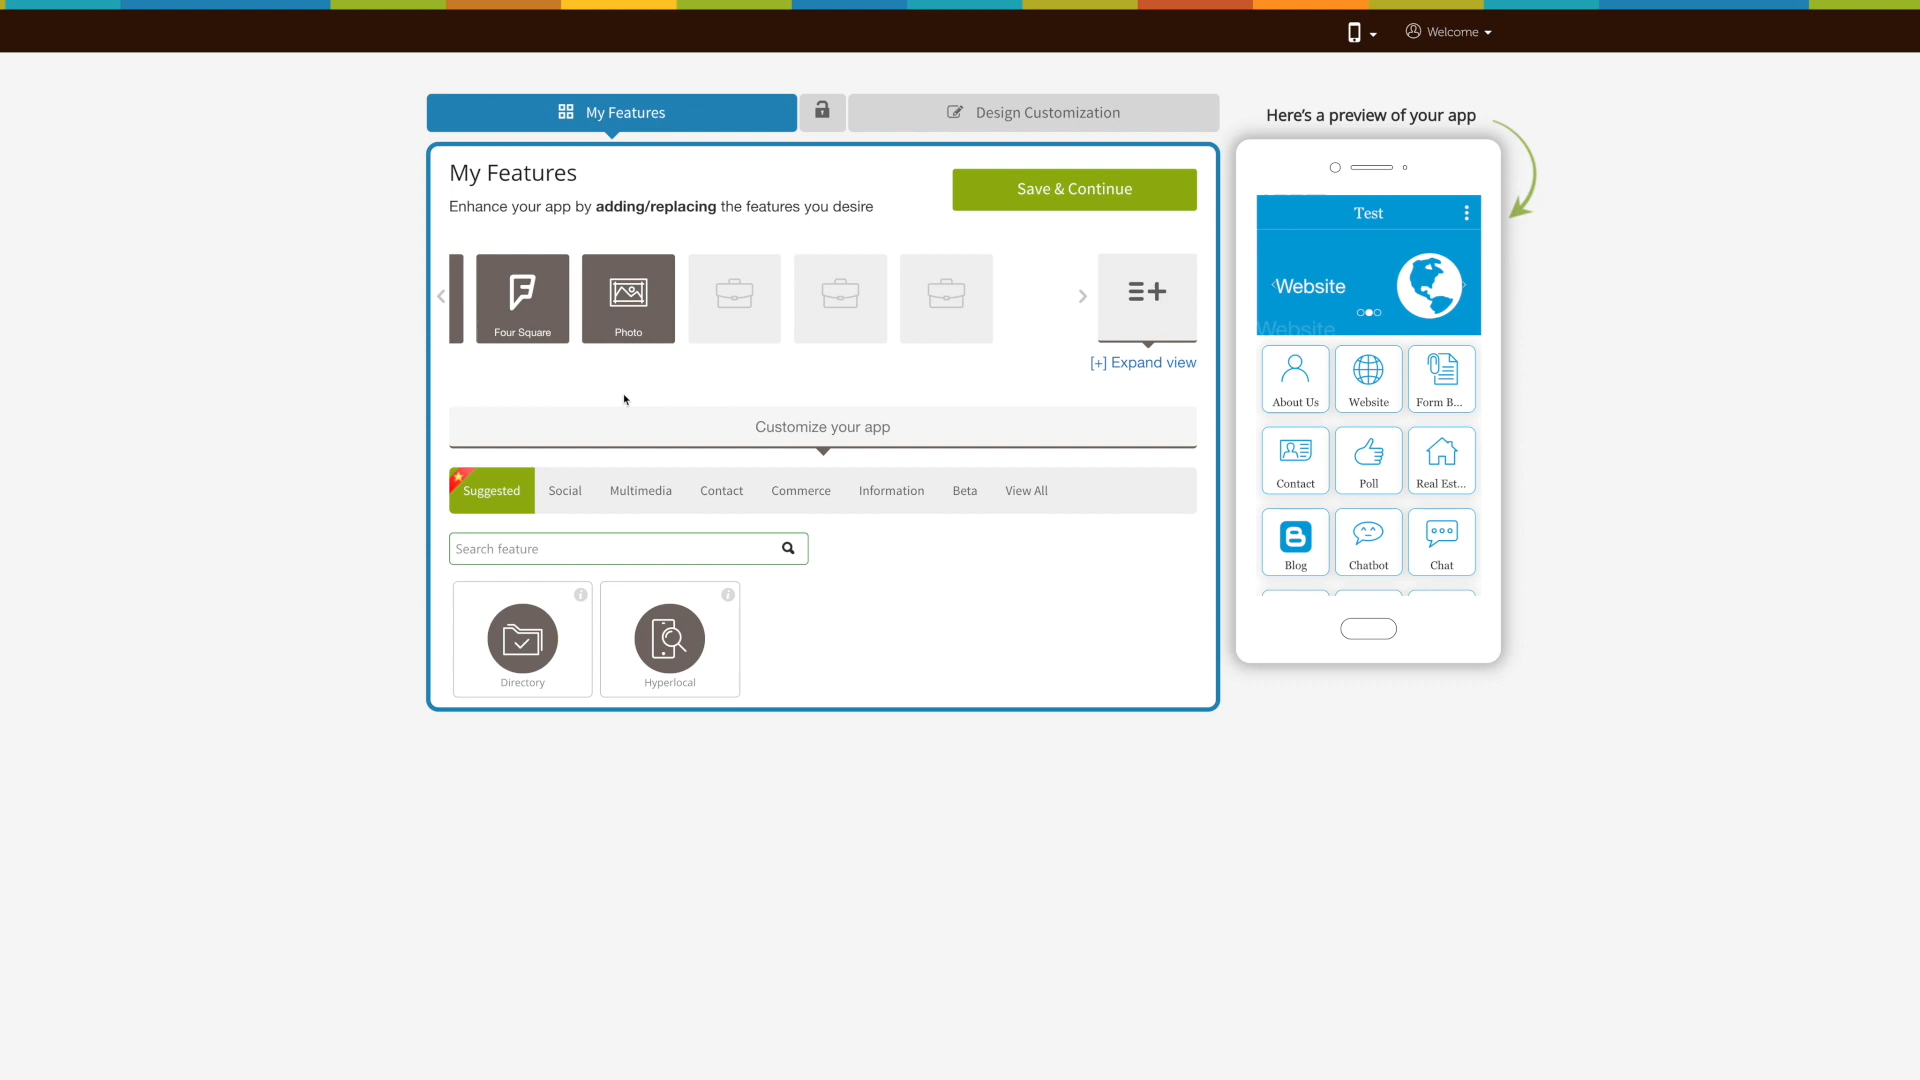 Welcome
My Features
Design Customization
Here's a preview of your app
My Features
Save & Continue
Enhance your app by adding/replacing the features you desire
Four Square
Photo
[+] Expand view
Customize your app
Suggested
Social
Multimedia
Contact
Commerce
Information
Beta
View All
Search feature
Directory
Hyperlocal
Test
Website
Website
About Us
Website
Form B...
Contact
Poll
Real Est...
Blog
Chatbot
Chat